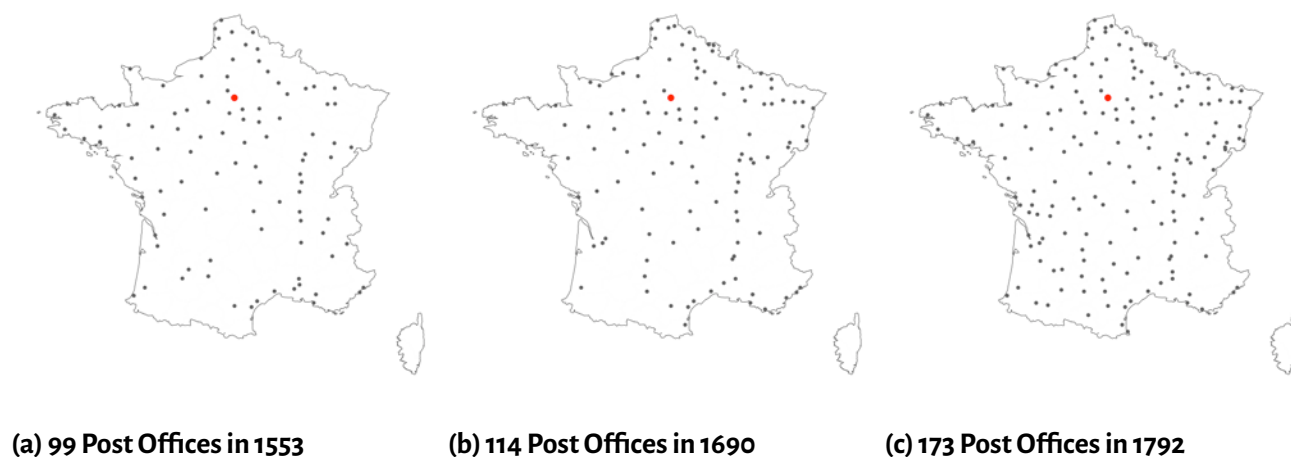 (a) 99 Post Offices in 1553
(b) 114 Post Offices in 1690
(c) 173 Post Offices in 1792